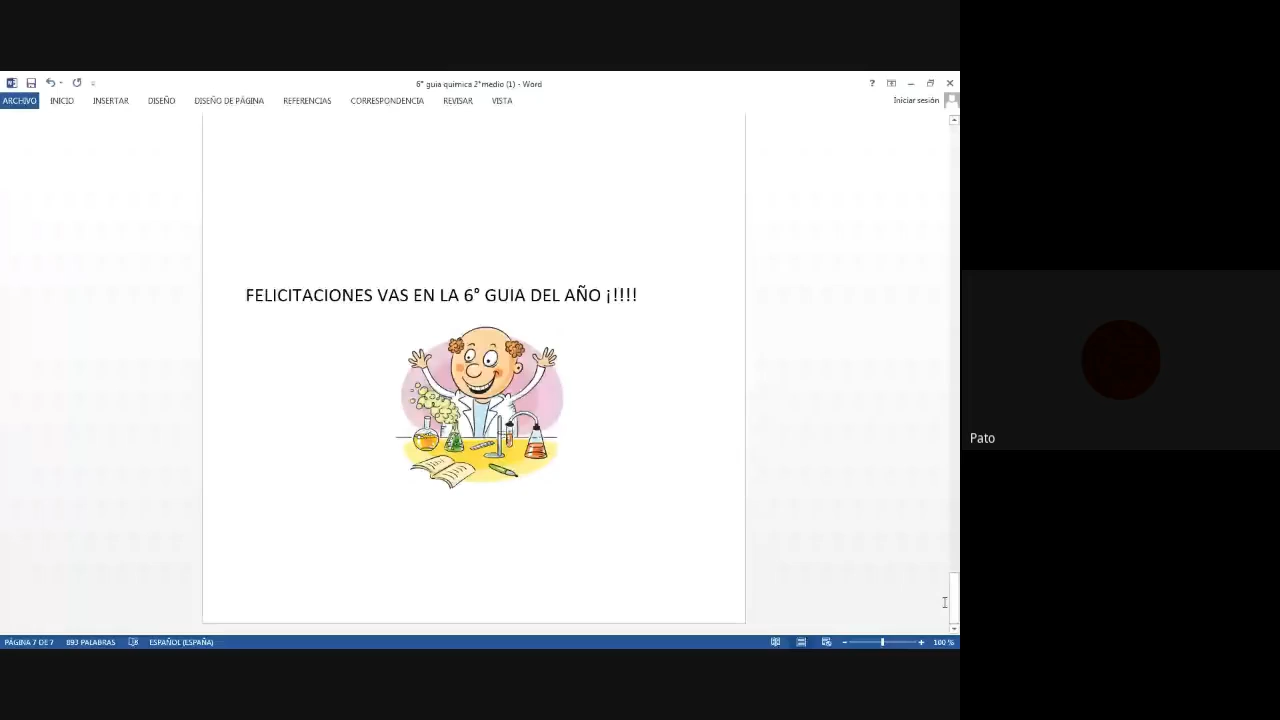 6° guia quimica 2°medio (1) - Word
?
ARCHIVO INICIO INSERTAR DISEÑO DISEÑO DE PÁGINA REFERENCIAS CORRESPONDENCIA REVISAR VISTA
Iniciar sesión
FELICITACIONES VAS EN LA 6° GUIA DEL AÑO ¡!!!!
Pato
PÁGINA 7 DE 7 893 PALABRAS ESPAÑOL (ESPAÑA)
100 %